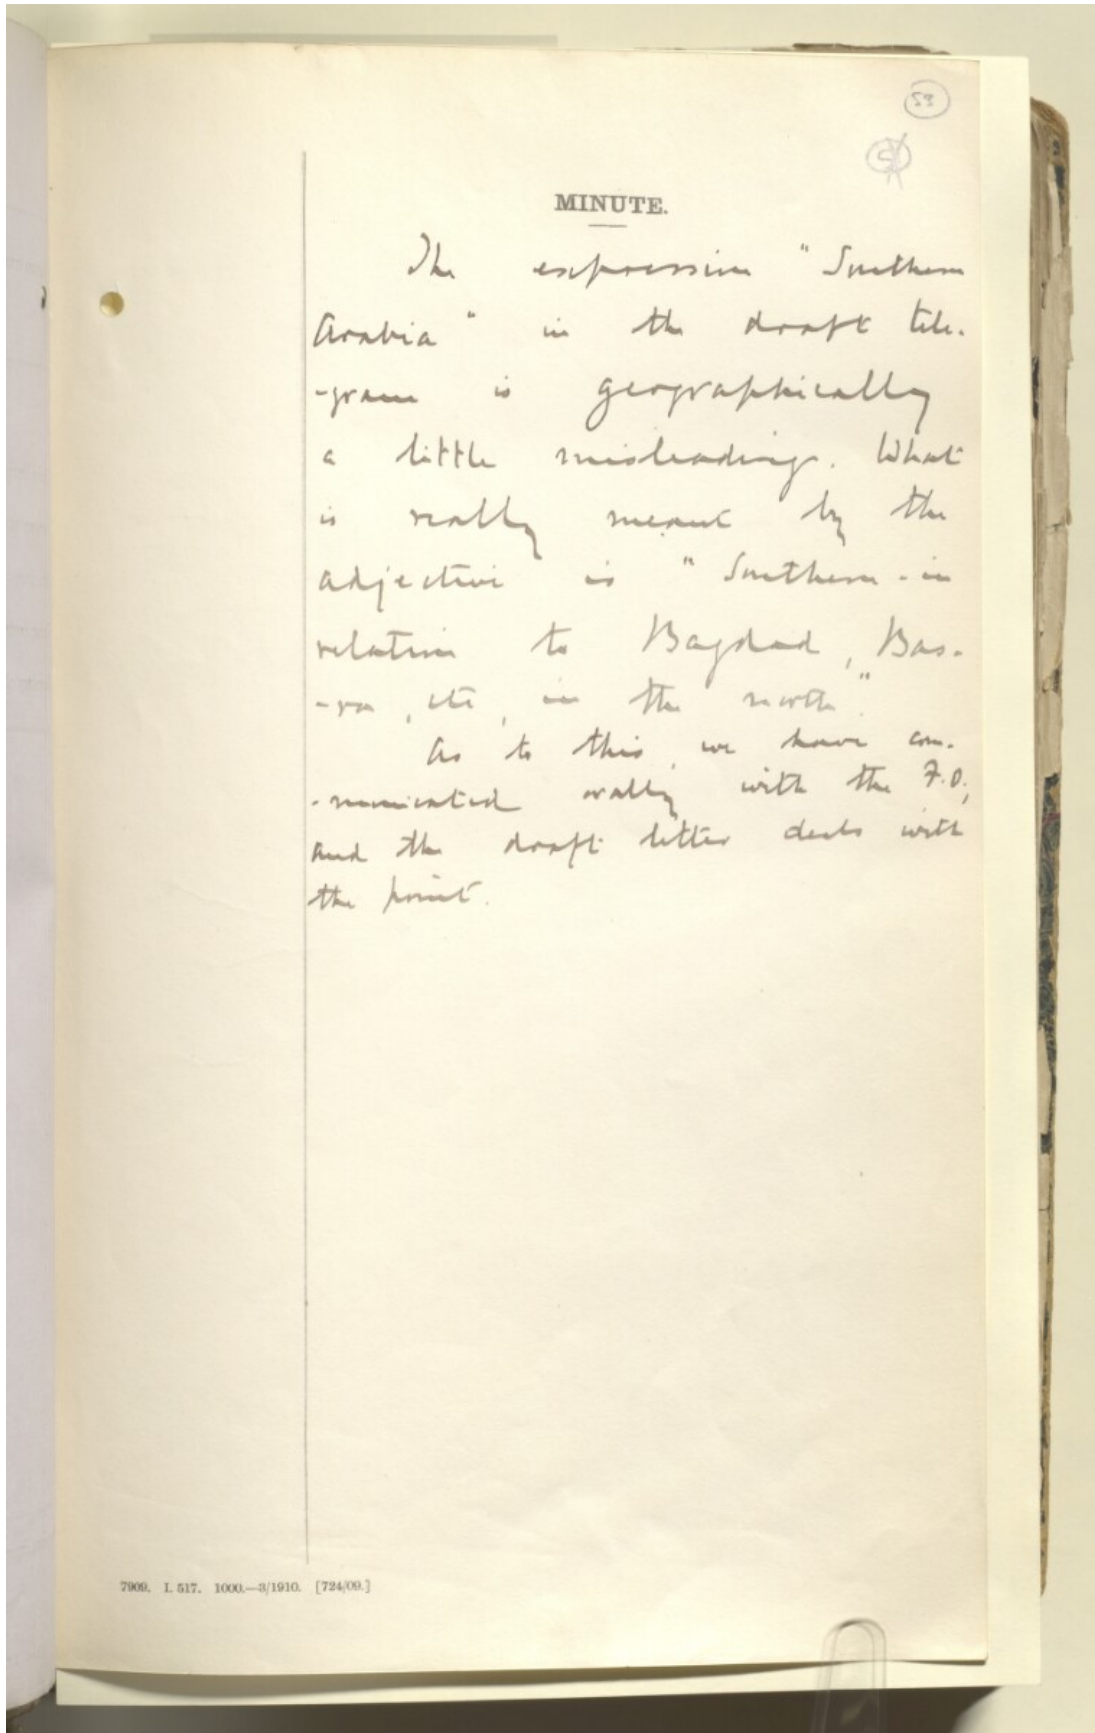 53
MINUTE.
The expression "Southern
Arabia" in the draft tele-
-gram is geographically
a little misleading. What
is really meant by the
adjective is "Southern - in
relation to Bagdad, Bas-
-ra, etc, in the north".
As to this, we have com-
-municated orally with the F.O.,
and the draft letter deals with
the point.
7909. I. 517. 1000.—3/1910. [724/09.]